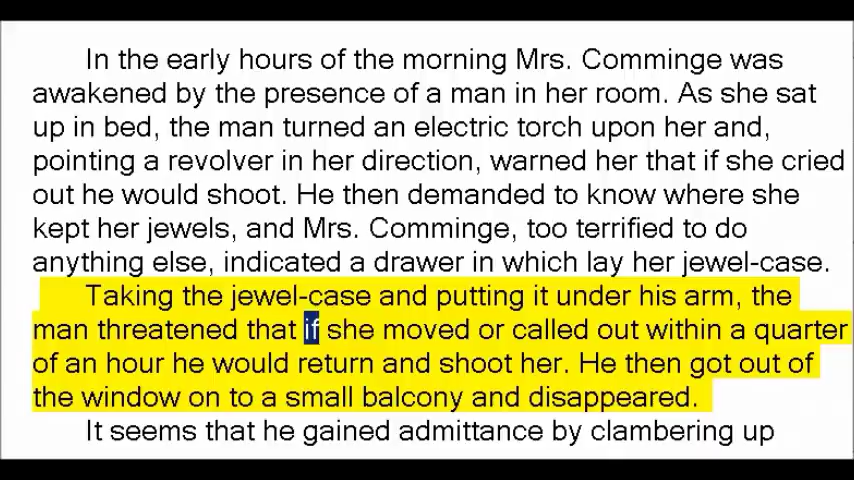 In the early hours of the morning Mrs. Comminge was
awakened by the presence of a man in her room. As she sat
up in bed, the man turned an electric torch upon her and,
pointing a revolver in her direction, warned her that if she cried
out he would shoot. He then demanded to know where she
kept her jewels, and Mrs. Comminge, too terrified to do
anything else, indicated a drawer in which lay her jewel-case.
Taking the jewel-case and putting it under his arm, the
man threatened that if she moved or called out within a quarter
of an hour he would return and shoot her. He then got out of
the window on to a small balcony and disappeared.
It seems that he gained admittance by clambering up